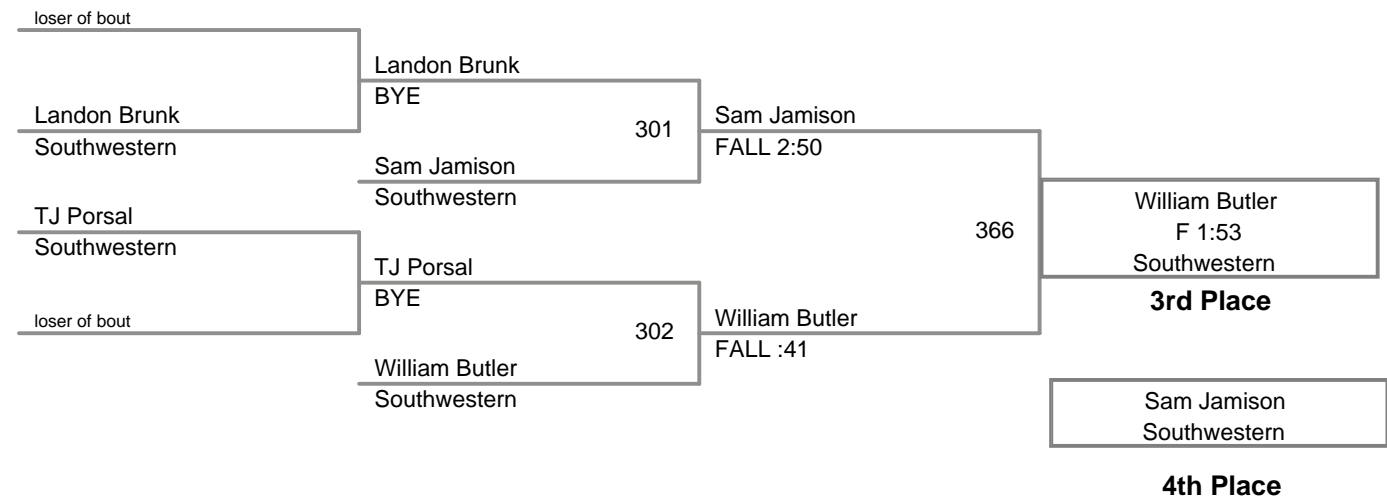 loser of bout
Landon Brunk
BYE
Landon Brunk
Southwestern
301
Sam Jamison
FALL 2:50
Sam Jamison
Southwestern
TJ Porsal
Southwestern
366
William Butler
F 1:53
Southwestern
3rd Place
TJ Porsal
BYE
loser of bout
302
William Butler
FALL :41
William Butler
Southwestern
Sam Jamison
Southwestern
4th Place